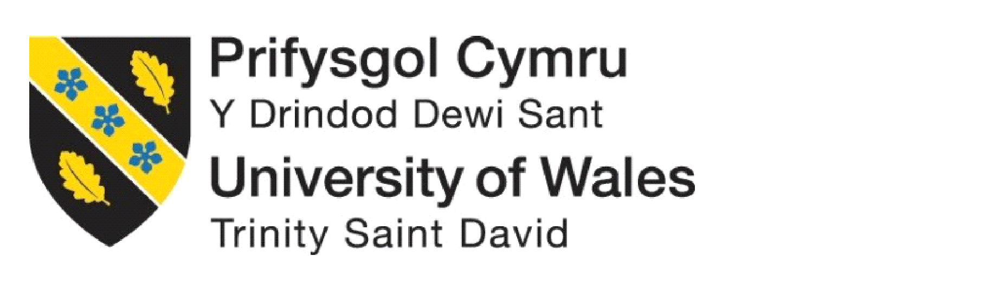 Prifysgol Cymru
Y Drindod Dewi Sant
University of Wales
Trinity Saint David